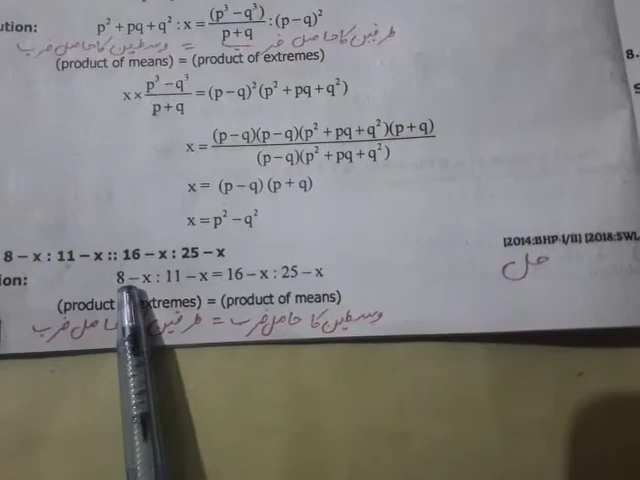 ution: p² + pq + q² : x = (p³ − q³)/(p + q) : (p − q)²
وسطین کا حاصل ضرب = طرفین کا حاصل ضرب
(product of means) = (product of extremes)
x × (p³ − q³)/(p + q) = (p − q)² (p² + pq + q²)
x = (p − q)(p − q)(p² + pq + q²)(p + q)/((p − q)(p² + pq + q²))
x = (p − q) (p + q)
x = p² − q²
8 − x : 11 − x :: 16 − x : 25 − x
[2014:BHP-I/II] [2018:SWL
ion: 8 − x : 11 − x = 16 − x : 25 − x
حل
(product extremes) = (product of means)
وسطین کا حاصل ضرب = طرفین حاصل ضرب
8.